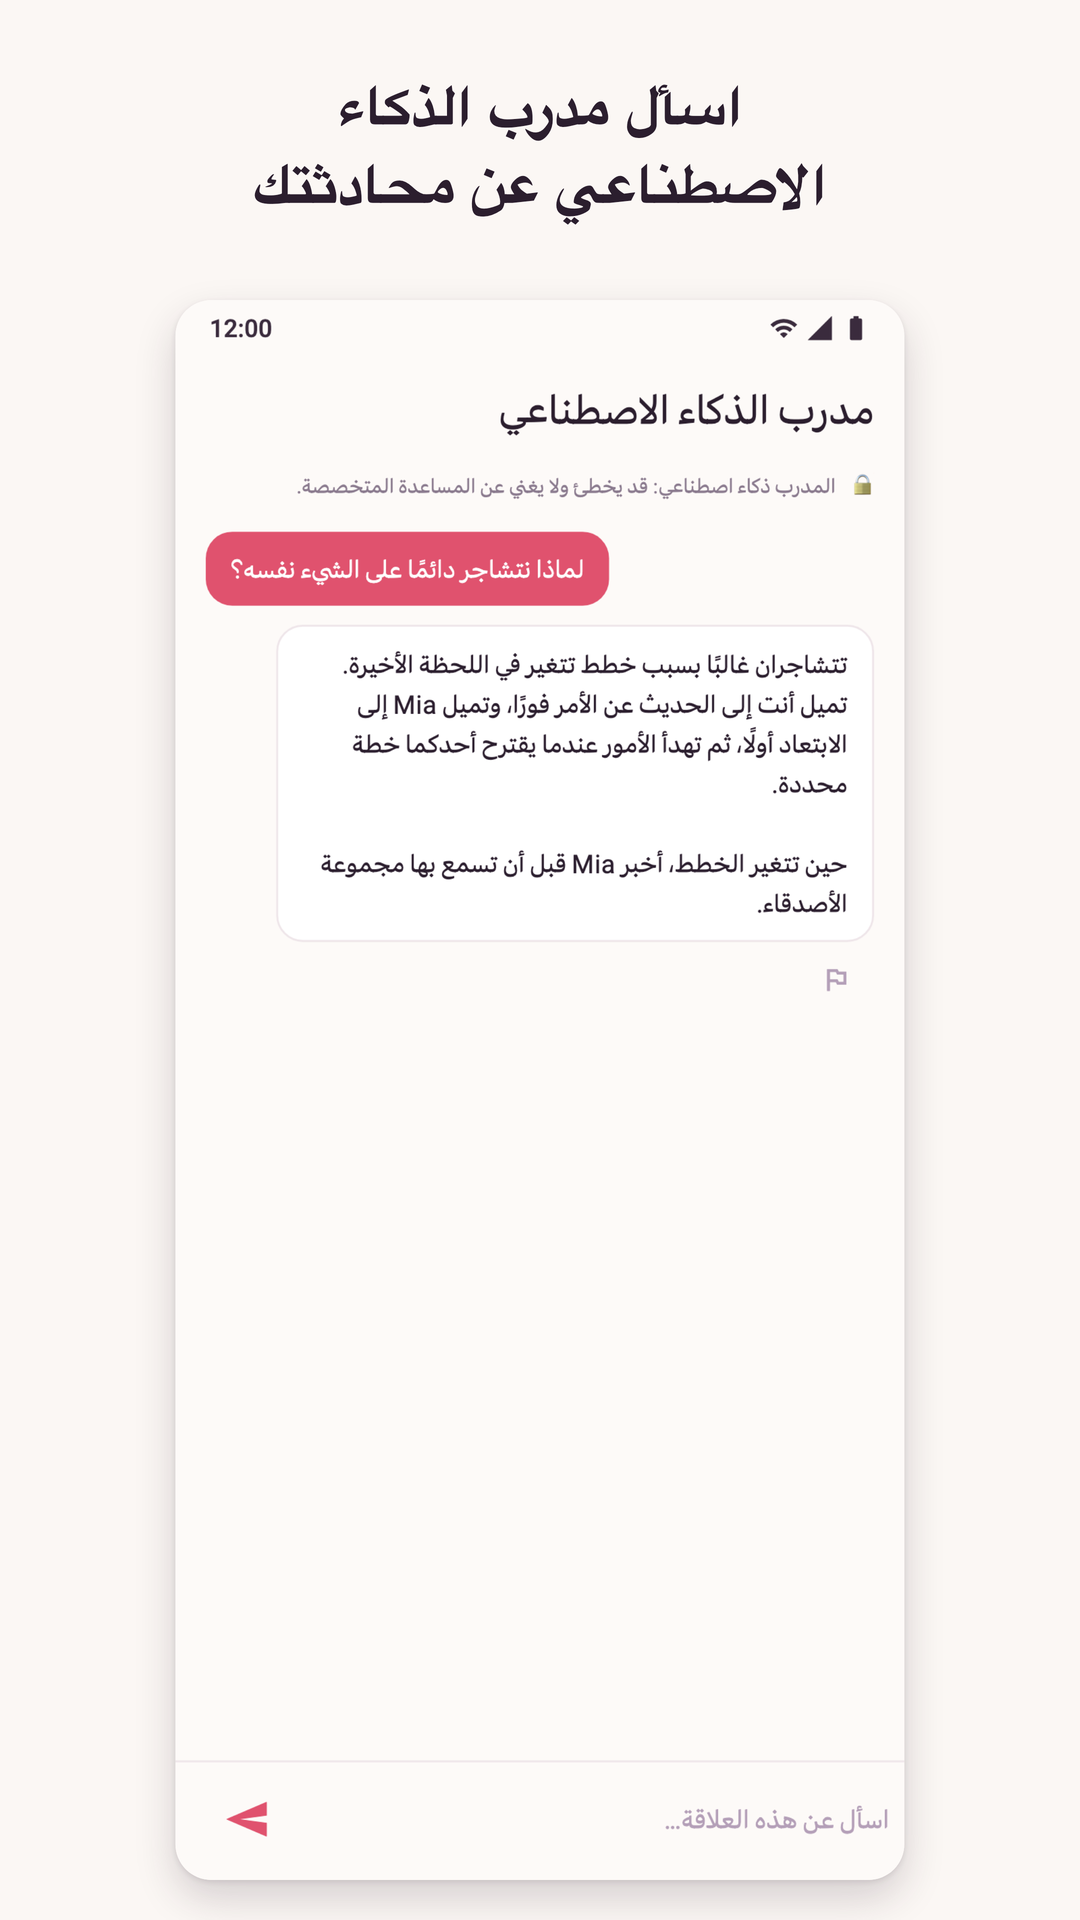 اسأل مدرب الذكاء
الاصطناعي عن محادثتك
12:00
مدرب الذكاء الاصطناعي
المدرب ذكاء اصطناعي: قد يخطئ ولا يغني عن المساعدة المتخصصة.
لماذا نتشاجر دائمًا على الشيء نفسه؟
تتشاجران غالبًا بسبب خطط تتغير في اللحظة الأخيرة.
تميل أنت إلى الحديث عن الأمر فورًا، وتميل Mia إلى
الابتعاد أولًا، ثم تهدأ الأمور عندما يقترح أحدكما خطة
محددة.
حين تتغير الخطط، أخبر Mia قبل أن تسمع بها مجموعة
الأصدقاء.
اسأل عن هذه العلاقة...